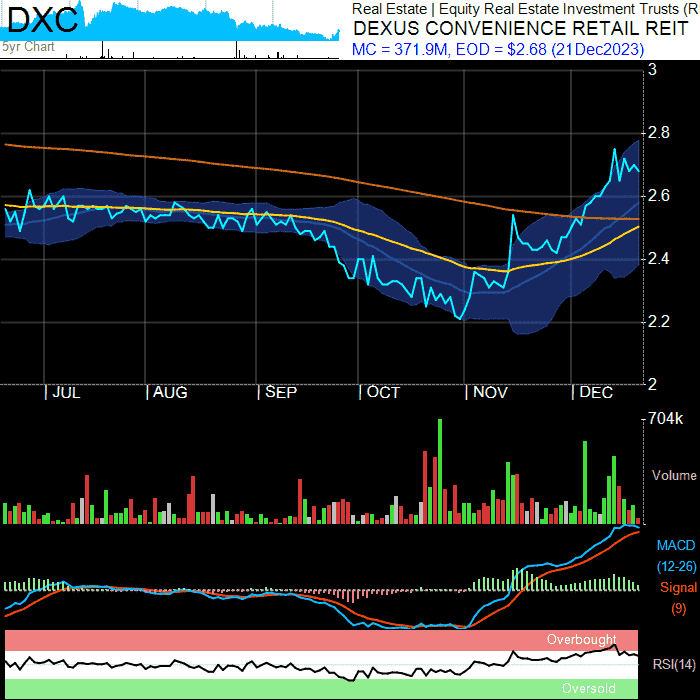 DXC
Real Estate | Equity Real Estate Investment Trusts (R
DEXUS CONVENIENCE RETAIL REIT
5yr Chart
MC = 371.9M, EOD = $2.68 (21Dec2023)
3
2.8
2.6
2.4
2.2
2
JUL AUG SEP OCT NOV DEC
704k
Volume
MACD
(12-26)
Signal
(9)
Overbought
RSI(14)
Oversold